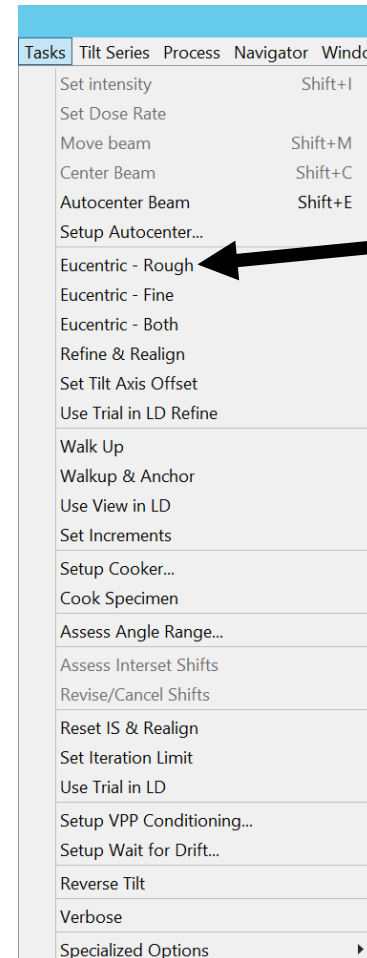 Tasks Tilt Series Process Navigator
Set intensity Shift+I
Set Dose Rate
Move beam Shift+M
Center Beam Shift+C
Autocenter Beam Shift+E
Setup Autocenter...
Eucentric - Rough
Eucentric - Fine
Eucentric - Both
Refine & Realign
Set Tilt Axis Offset
Use Trial in LD Refine
Walk Up
Walkup & Anchor
Use View in LD
Set Increments
Setup Cooker...
Cook Specimen
Assess Angle Range...
Assess Interset Shifts
Revise/Cancel Shifts
Reset IS & Realign
Set Iteration Limit
Use Trial in LD
Setup VPP Conditioning...
Setup Wait for Drift...
Reverse Tilt
Verbose
Specialized Options